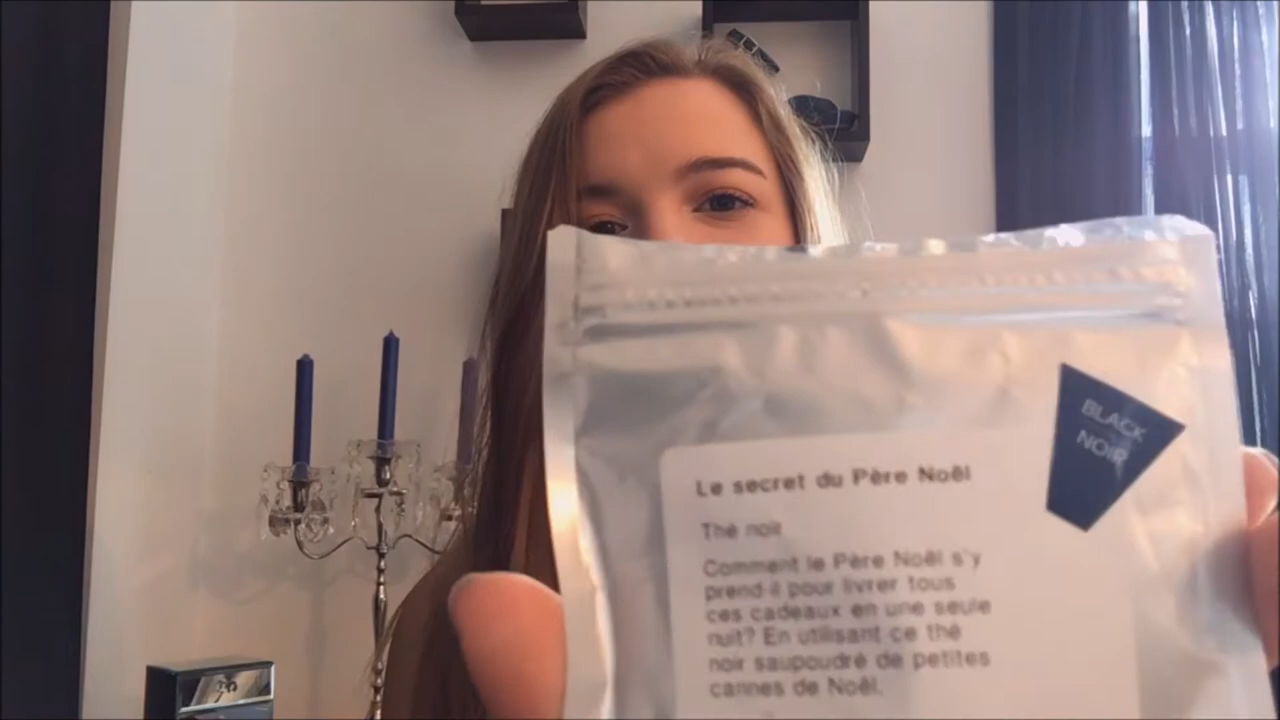 BLACK
NOIR
Le secret du Père Noël
Thé noir
Comment le Père Noël s'y
prend-il pour livrer tous
ces cadeaux en une seule
nuit? En utilisant ce thé
noir saupoudré de petites
cannes de Noël.